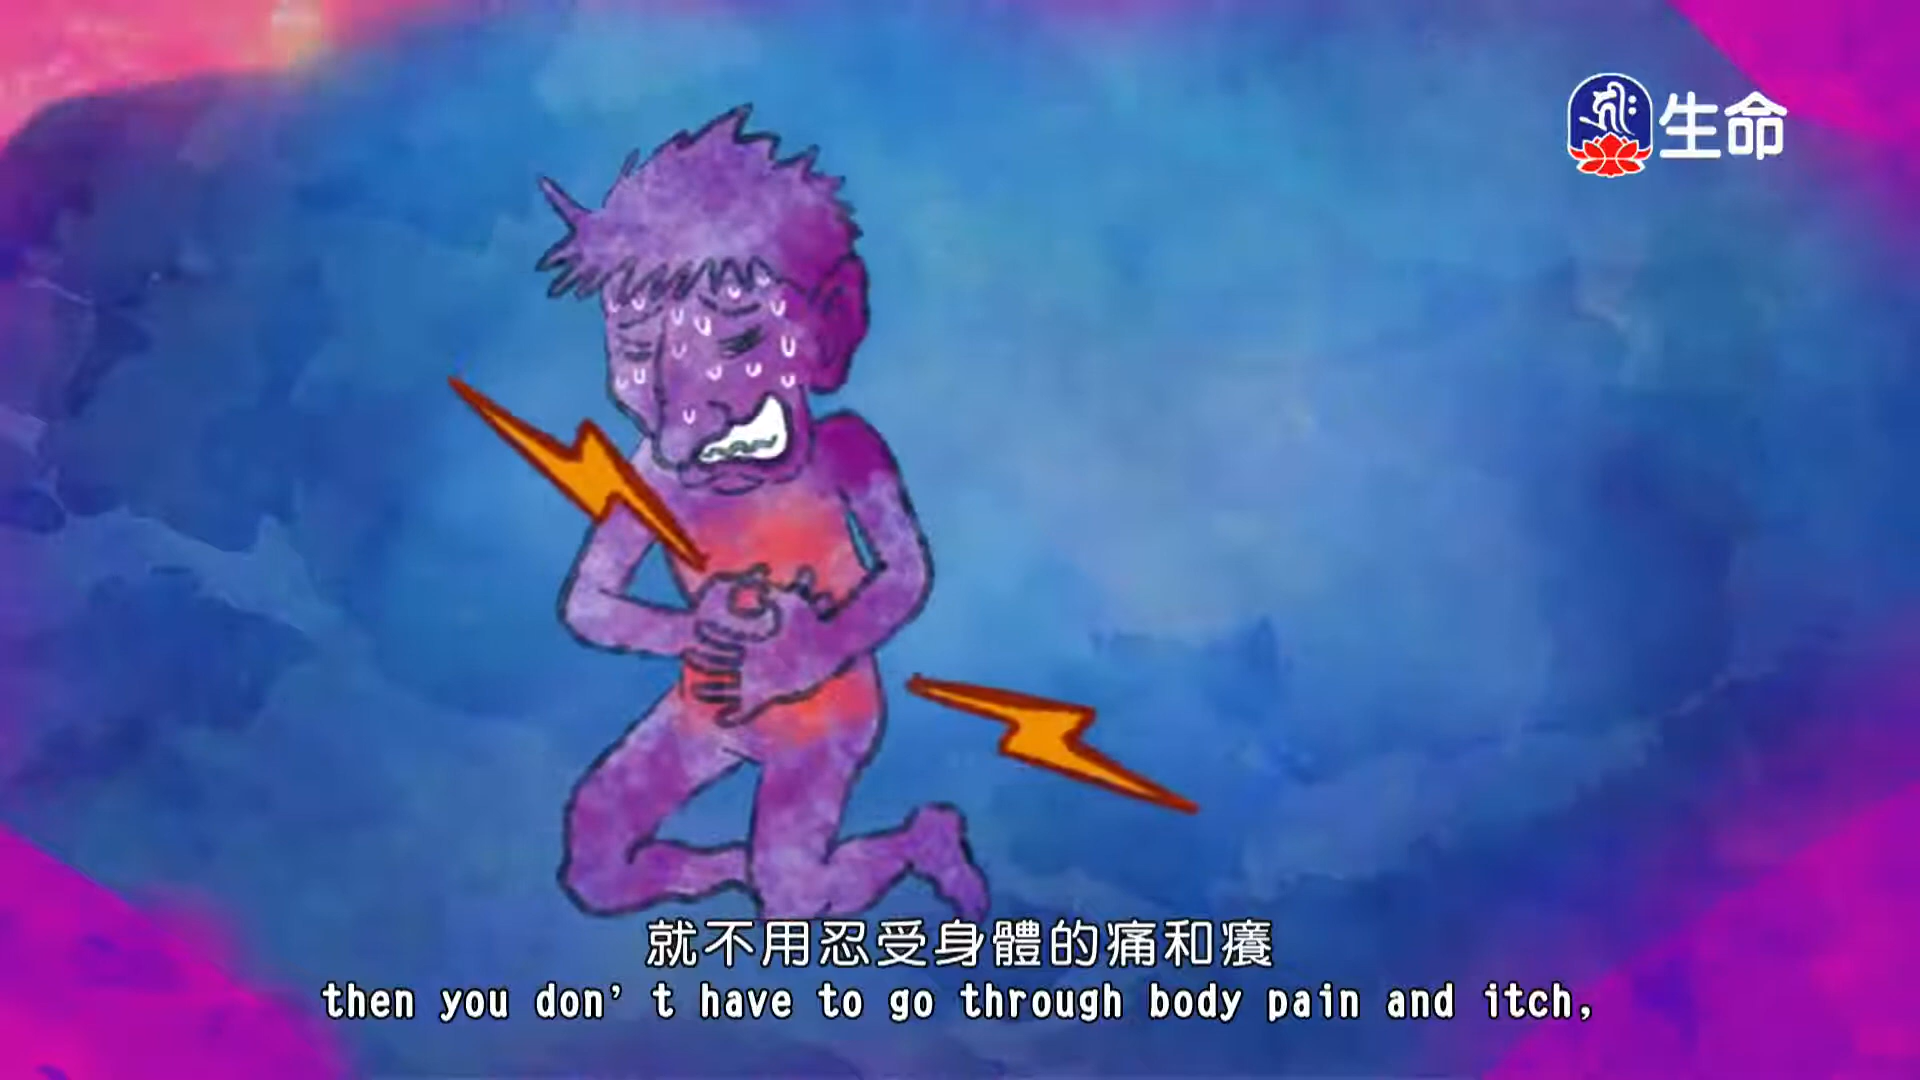 生命
就不用忍受身體的痛和癢
then you don't have to go through body pain and itch,